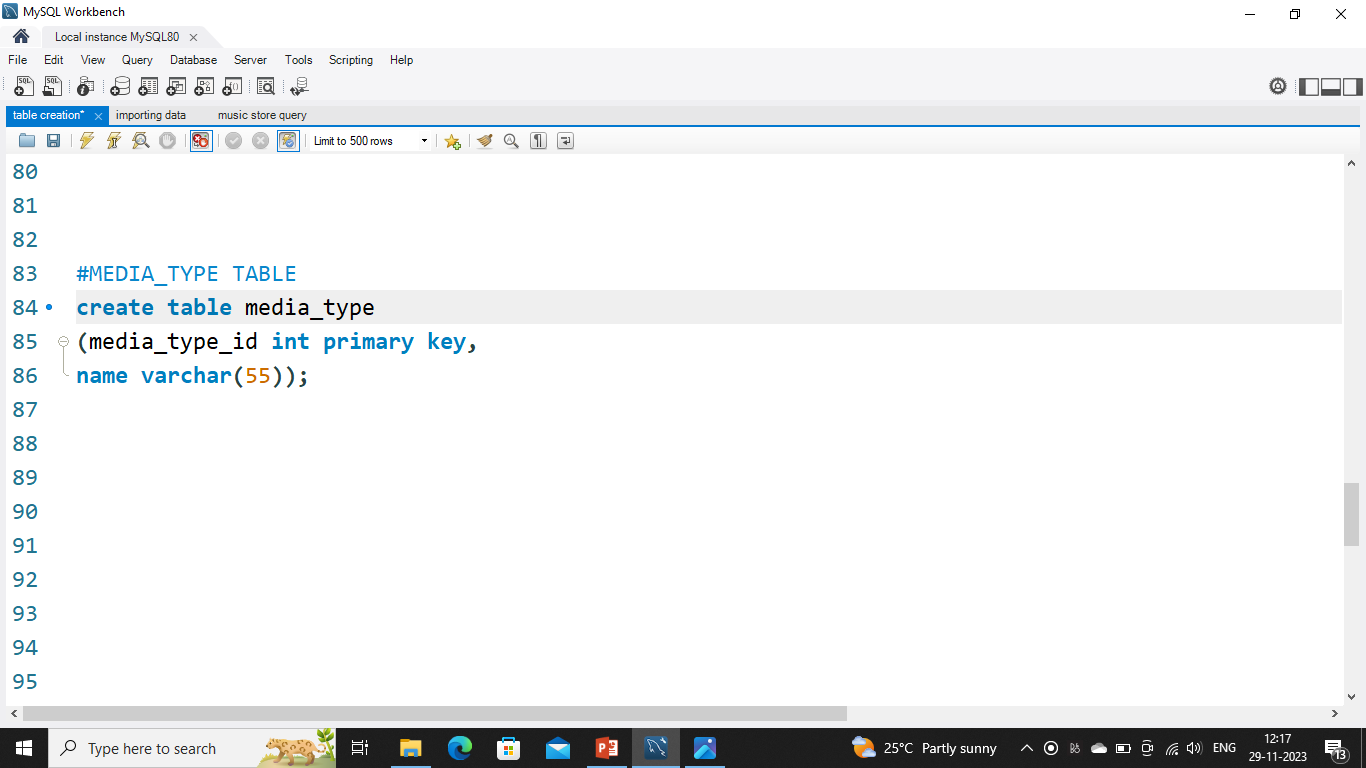 MySQL Workbench
Local instance MySQL80
File Edit View Query Database Server Tools Scripting Help
table creation* importing data music store query
Limit to 500 rows
80
81
82
83 #MEDIA_TYPE TABLE
84 create table media_type
85 (media_type_id int primary key,
86 name varchar(55));
87
88
89
90
91
92
93
94
95
Type here to search
25°C Partly sunny
ENG
12:17
29-11-2023
13